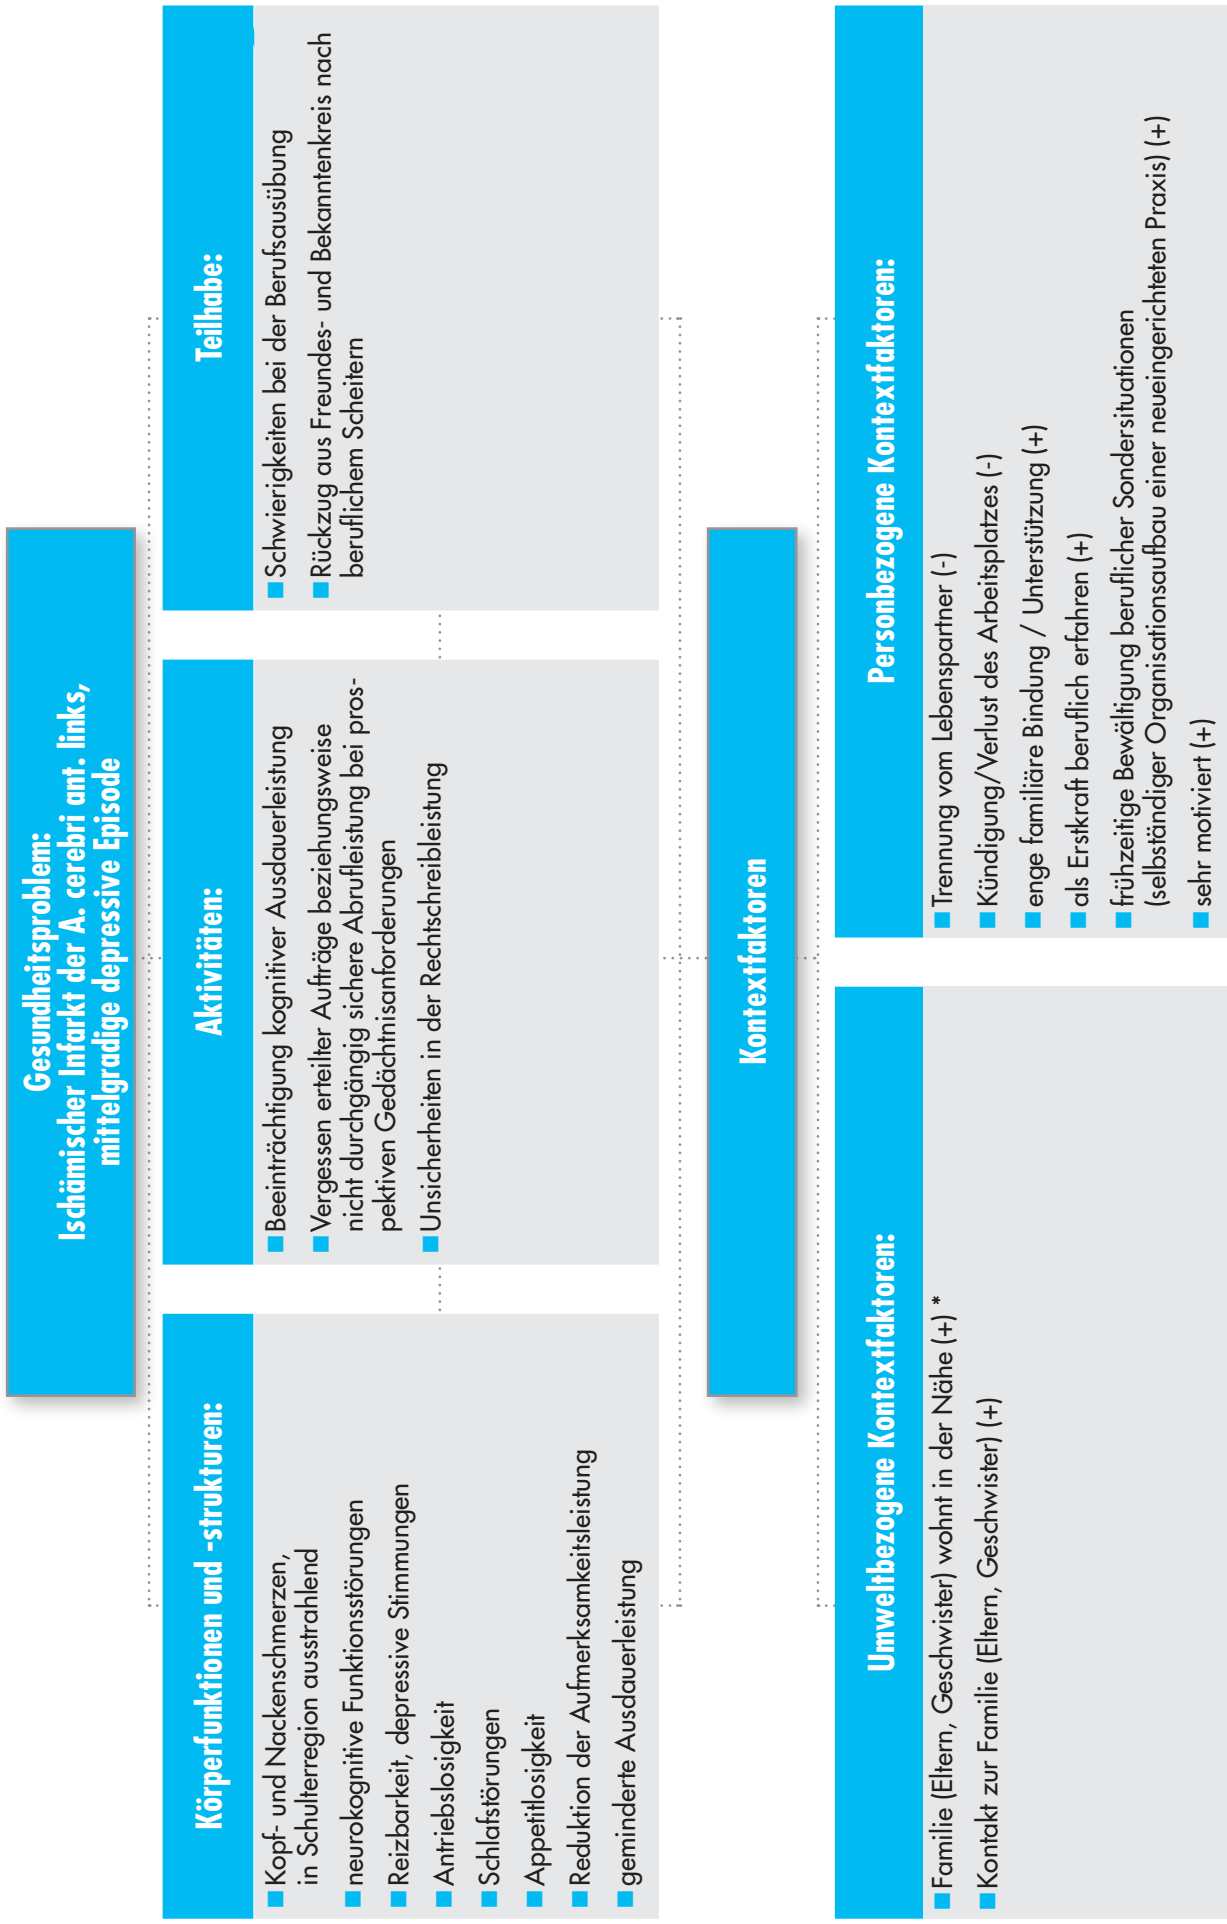 Gesundheitsproblem:
Ischämischer Infarkt der A. cerebri ant. links,
mittelgradige depressive Episode
Körperfunktionen und -strukturen:
Kopf- und Nackenschmerzen,
in Schulterregion ausstrahlend
neurokognitive Funktionsstörungen
Reizbarkeit, depressive Stimmungen
Antriebslosigkeit
Schlafstörungen
Appetitlosigkeit
Reduktion der Aufmerksamkeitsleistung
geminderte Ausdauerleistung
Aktivitäten:
Beeinträchtigung kognitiver Ausdauerleistung
Vergessen erteilter Aufträge beziehungsweise
nicht durchgängig sichere Abrufleistung bei pros-
pektiven Gedächtnisanforderungen
Unsicherheiten in der Rechtschreibleistung
Teilhabe:
Schwierigkeiten bei der Berufsausübung
Rückzug aus Freundes- und Bekanntenkreis nach
beruflichem Scheitern
Kontextfaktoren
Umweltbezogene Kontextfaktoren:
Familie (Eltern, Geschwister) wohnt in der Nähe (+) *
Kontakt zur Familie (Eltern, Geschwister) (+)
Personbezogene Kontextfaktoren:
Trennung vom Lebenspartner (-)
Kündigung/Verlust des Arbeitsplatzes (-)
enge familiäre Bindung / Unterstützung (+)
als Erstkraft beruflich erfahren (+)
frühzeitige Bewältigung beruflicher Sondersituationen
(selbständiger Organisationsaufbau einer neueingerichteten Praxis) (+)
sehr motiviert (+)